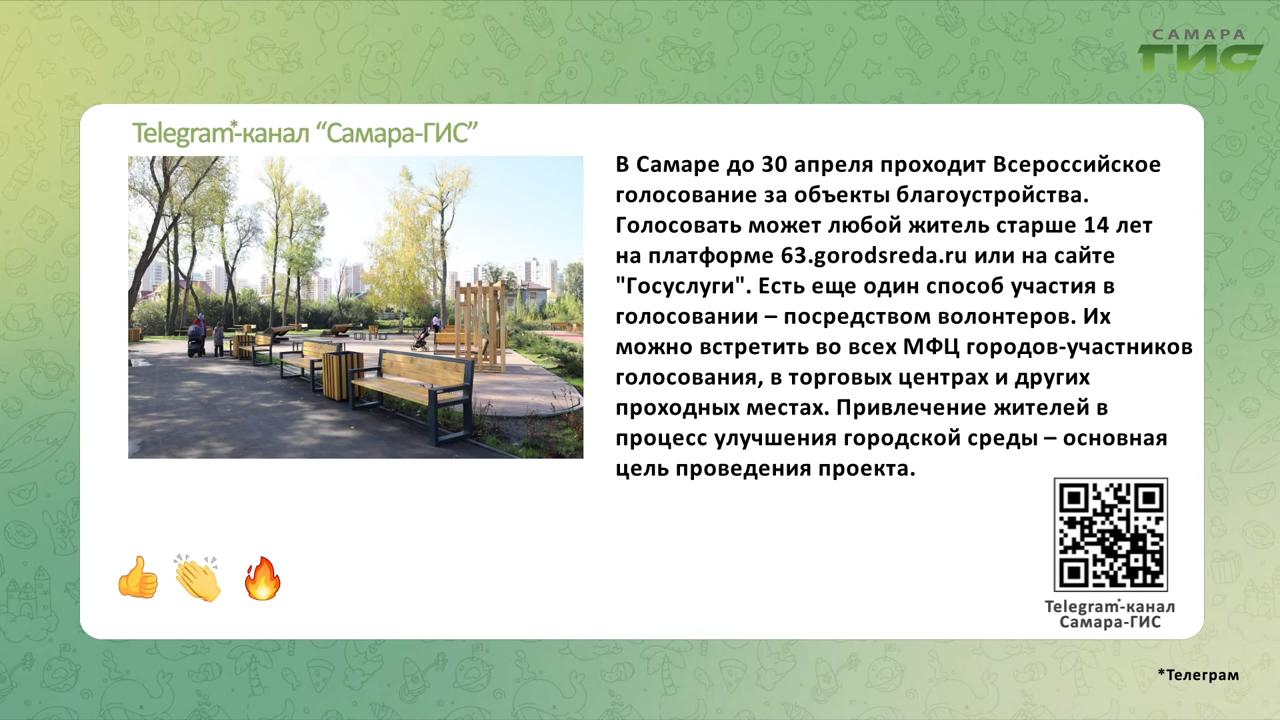 САМАРА
ГИС
Telegram*-канал “Самара-ГИС”
В Самаре до 30 апреля проходит Всероссийское
голосование за объекты благоустройства.
Голосовать может любой житель старше 14 лет
на платформе 63.gorodsreda.ru или на сайте
"Госуслуги". Есть еще один способ участия в
голосовании – посредством волонтеров. Их
можно встретить во всех МФЦ городов-участников
голосования, в торговых центрах и других
проходных местах. Привлечение жителей в
процесс улучшения городской среды – основная
цель проведения проекта.
Telegram*-канал
Самара-ГИС
*Телеграм